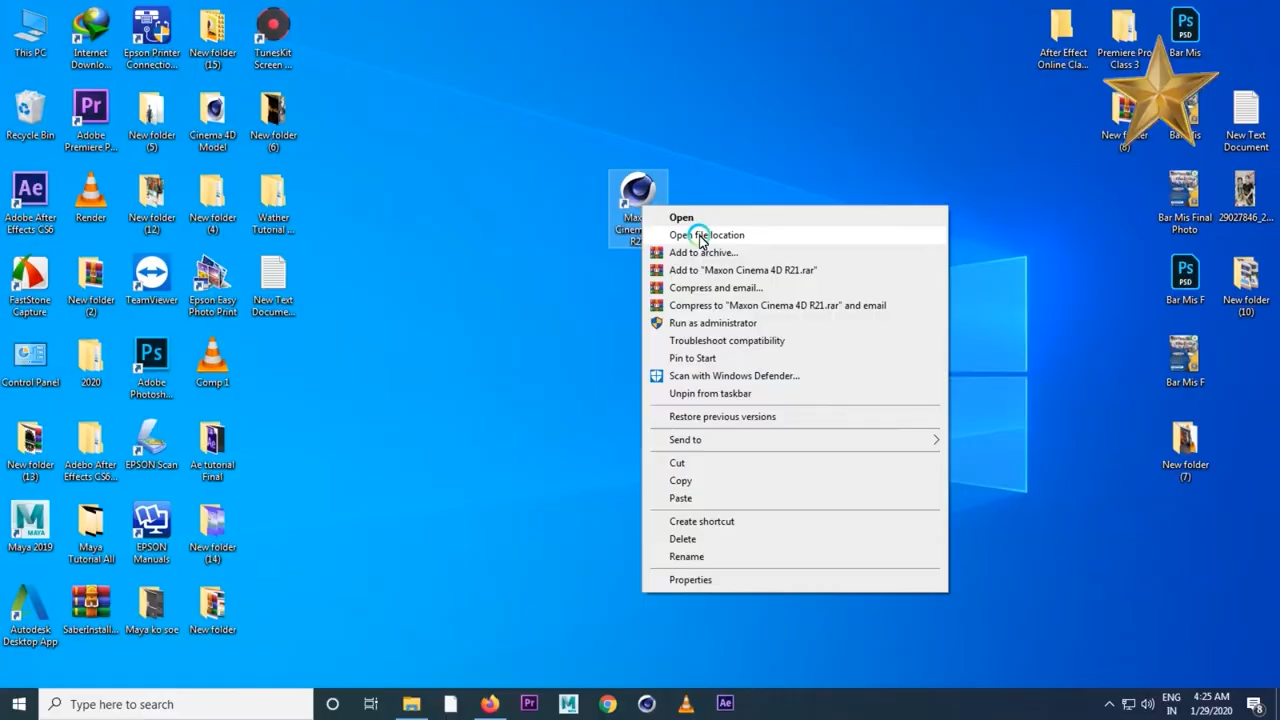 This PC
Internet
Downlo...
Epson Printer
Connectio...
New folder
(15)
TunesKit
Screen ...
Recycle Bin
Adobe
Premiere P...
New folder
(5)
Cinema 4D
Model
New folder
(6)
Adobe After
Effects CS6
Render
New folder
(12)
New folder
(4)
Wather
Tutorial ...
FastStone
Capture
New folder
(2)
TeamViewer
Epson Easy
Photo Print
New Text
Docume...
Control Panel
2020
Adobe
Photosh...
Comp 1
New folder
(13)
Adebo After
Effects CS6...
EPSON Scan
Ae tutorial
Final
Maya 2019
Maya
Tutorial All
EPSON
Manuals
New folder
(14)
Autodesk
Desktop App
SaberInstall...
Maya ko soe
New folder
Open
Open file location
Add to archive...
Add to "Maxon Cinema 4D R21.rar"
Compress and email...
Compress to "Maxon Cinema 4D R21.rar" and email
Run as administrator
Troubleshoot compatibility
Pin to Start
Scan with Windows Defender...
Unpin from taskbar
Restore previous versions
Send to
Cut
Copy
Paste
Create shortcut
Delete
Rename
Properties
After Effect
Online Cla...
Premiere Pro
Class 3
Bar Mis
(8)
New Text
Document
Bar Mis Final
Photo
29027846_2...
Bar Mis F
New folder
(10)
Bar Mis F
New folder
(7)
Type here to search
ENG
IN
4:25 AM
1/29/2020
8